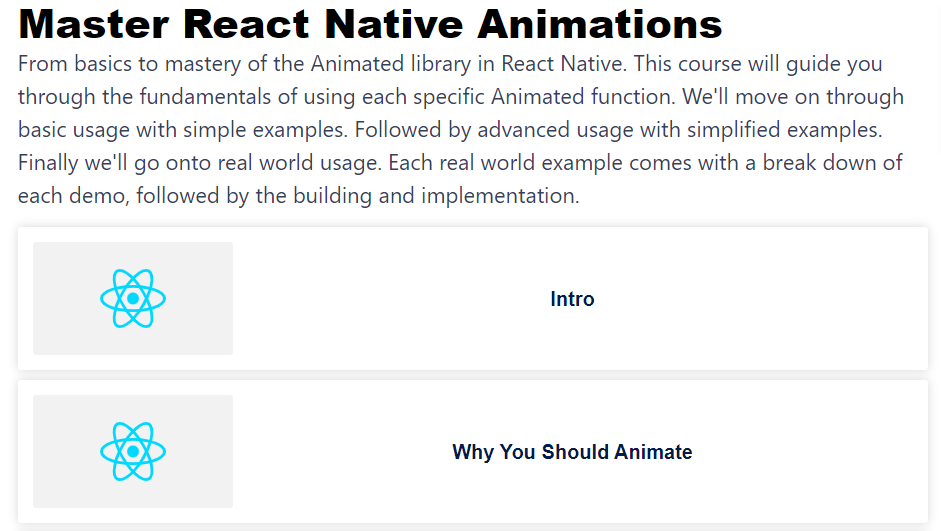 Master React Native Animations
From basics to mastery of the Animated library in React Native. This course will guide you
through the fundamentals of using each specific Animated function. We'll move on through
basic usage with simple examples. Followed by advanced usage with simplified examples.
Finally we'll go onto real world usage. Each real world example comes with a break down of
each demo, followed by the building and implementation.
Intro
Why You Should Animate